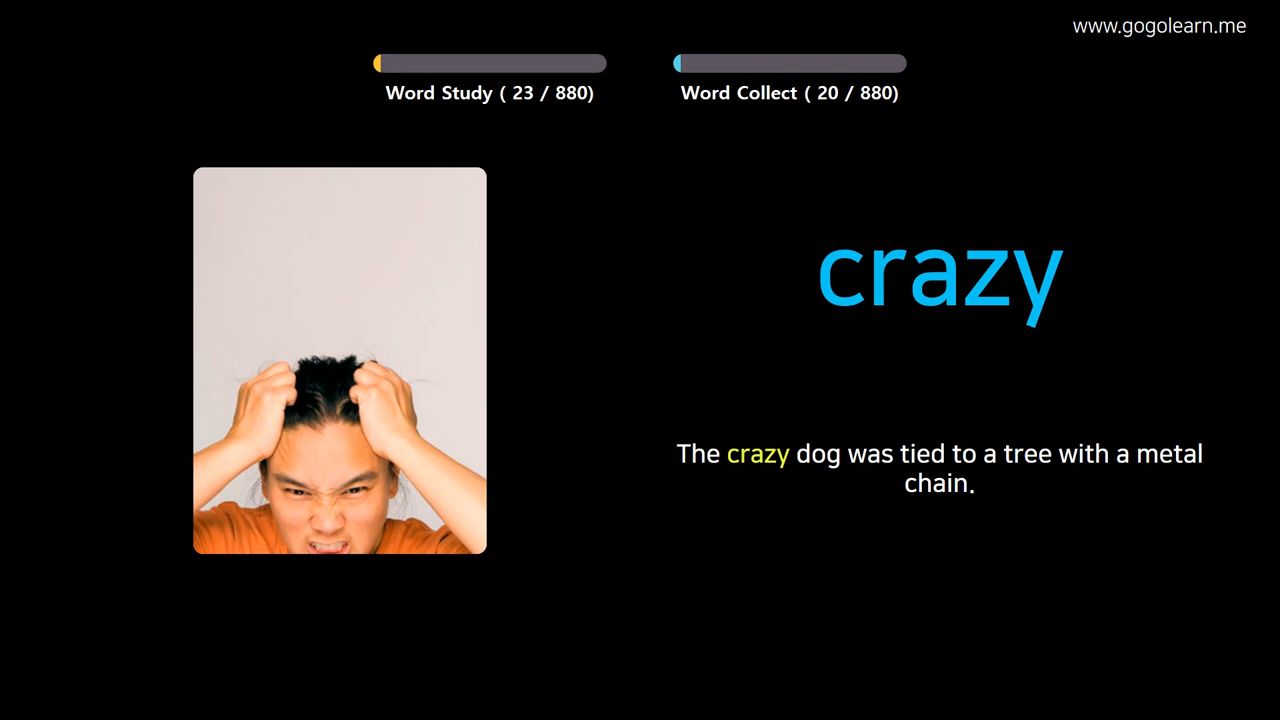 www.gogolearn.me
Word Study ( 23 / 880)
Word Collect ( 20 / 880)
crazy
The crazy dog was tied to a tree with a metal
chain.